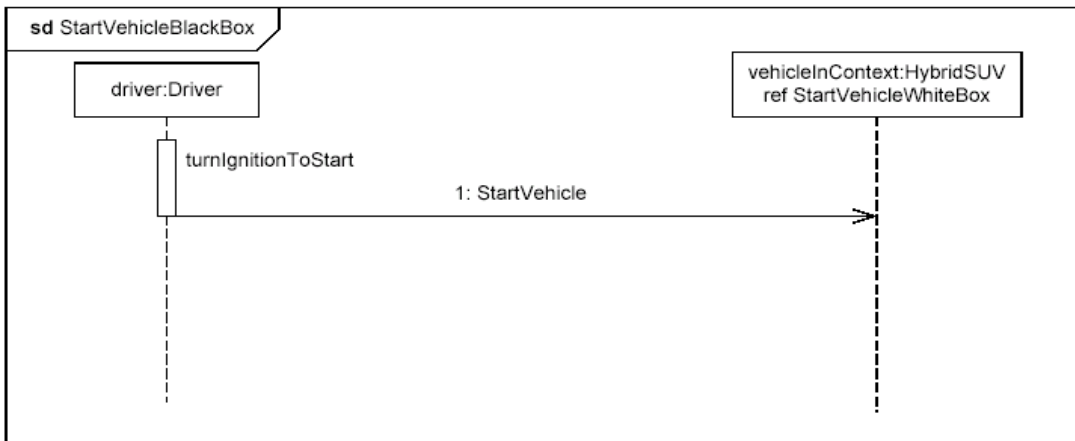 sd StartVehicleBlackBox
driver:Driver
vehicleInContext:HybridSUV
ref StartVehicleWhiteBox
turnIgnitionToStart
1: StartVehicle